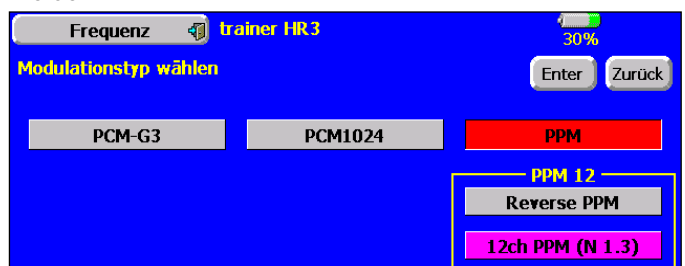 Frequenz trainer HR3 30%
Modulationstyp wählen Enter Zurück
PCM-G3 PCM1024 PPM
PPM 12
Reverse PPM
12ch PPM (N 1.3)